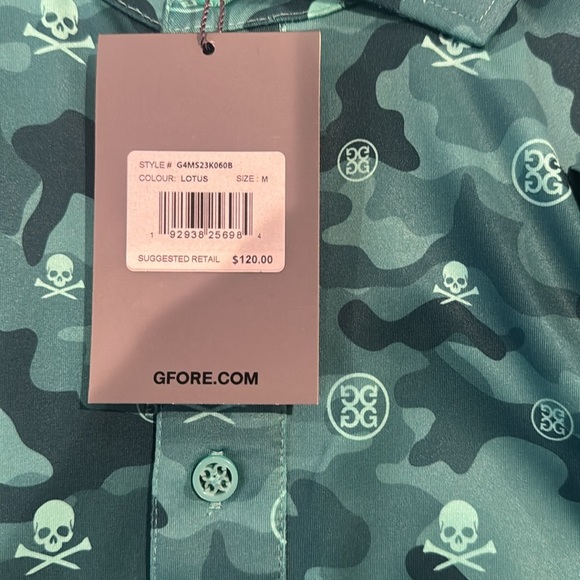 STYLE # G4MS23K060B
COLOUR: LOTUS SIZE: M
1 92938 25698 4
SUGGESTED RETAIL $120.00
GFORE.COM